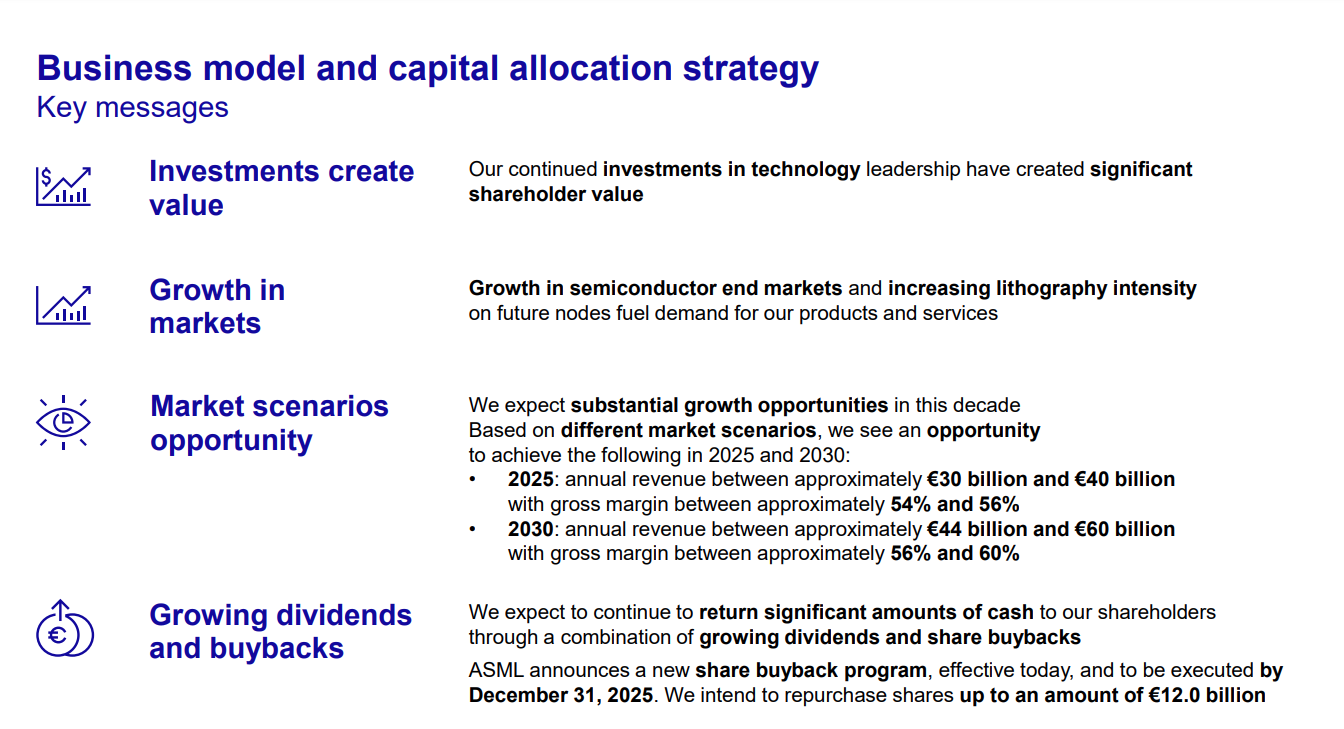 Business model and capital allocation strategy
Key messages
Investments create
value
Our continued investments in technology leadership have created significant
shareholder value
Growth in
markets
Growth in semiconductor end markets and increasing lithography intensity
on future nodes fuel demand for our products and services
Market scenarios
opportunity
We expect substantial growth opportunities in this decade
Based on different market scenarios, we see an opportunity
to achieve the following in 2025 and 2030:
• 2025: annual revenue between approximately €30 billion and €40 billion
with gross margin between approximately 54% and 56%
• 2030: annual revenue between approximately €44 billion and €60 billion
with gross margin between approximately 56% and 60%
Growing dividends
and buybacks
We expect to continue to return significant amounts of cash to our shareholders
through a combination of growing dividends and share buybacks
ASML announces a new share buyback program, effective today, and to be executed by
December 31, 2025. We intend to repurchase shares up to an amount of €12.0 billion